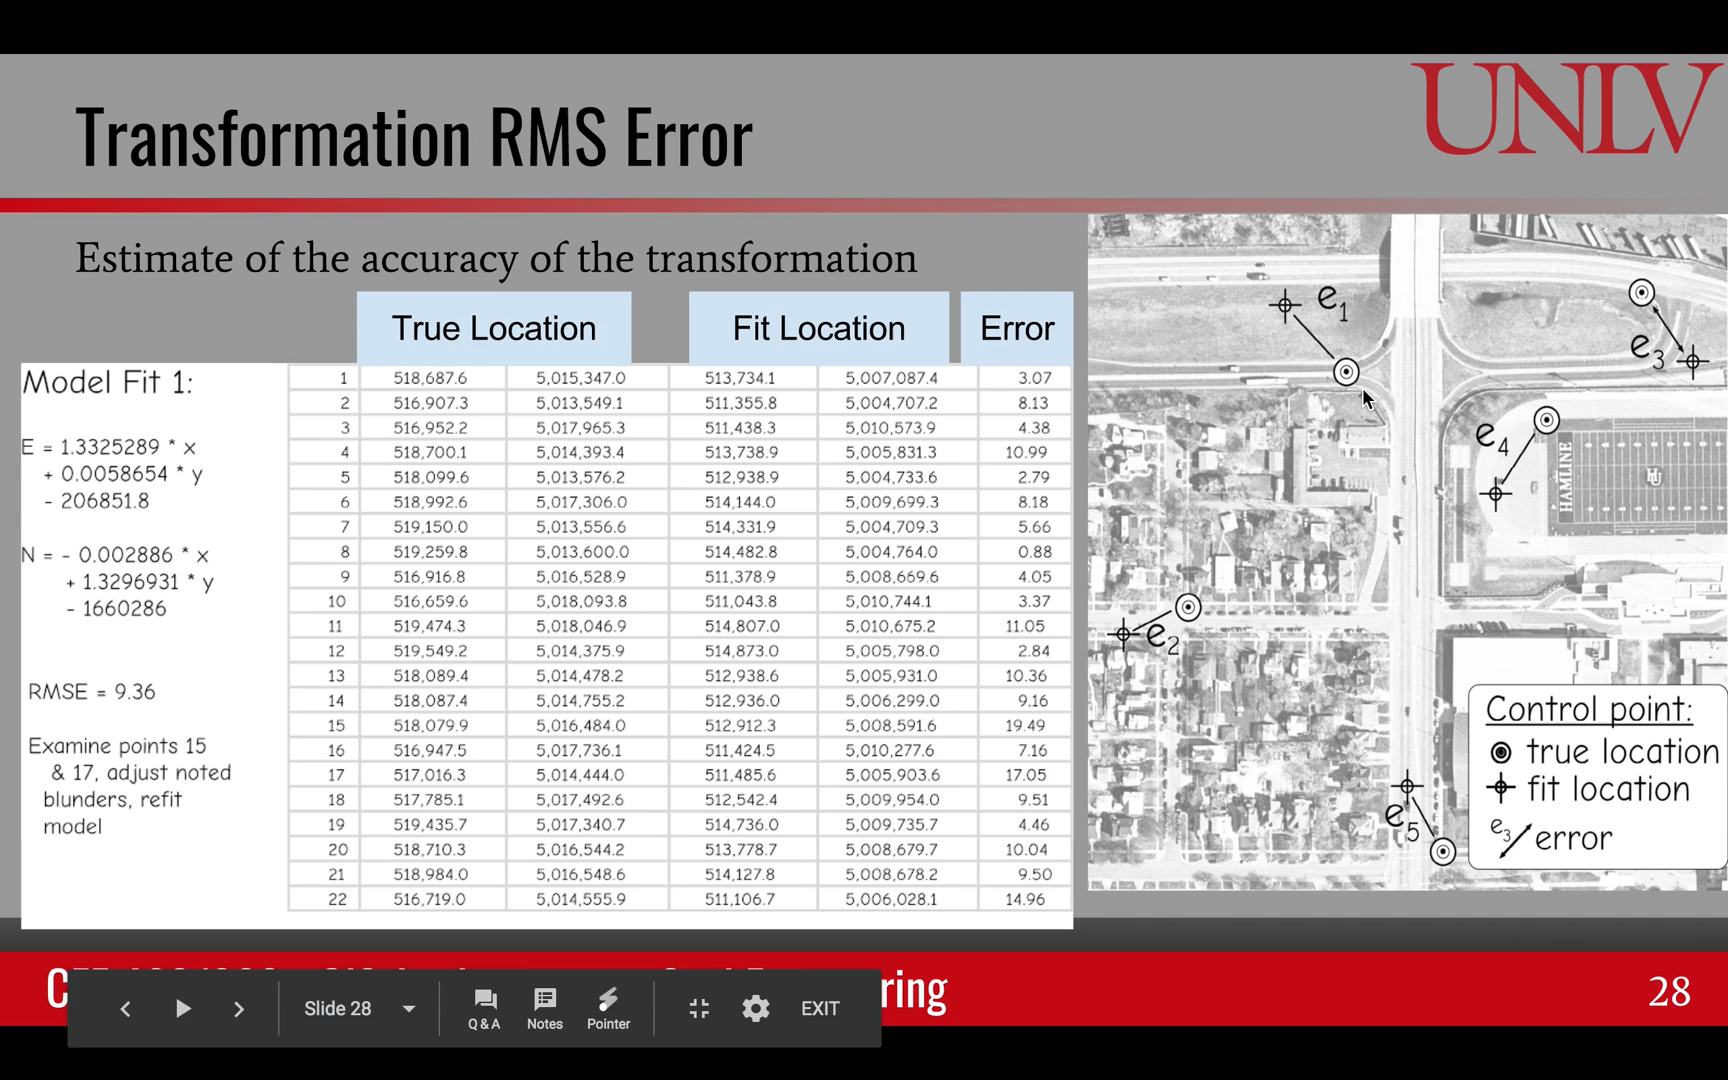 UNLV
Transformation RMS Error
Estimate of the accuracy of the transformation
True Location Fit Location Error
Model Fit 1:
E = 1.3325289 * x
+ 0.0058654 * y
- 206851.8
N = - 0.002886 * x
+ 1.3296931 * y
- 1660286
RMSE = 9.36
Examine points 15
& 17, adjust noted
blunders, refit
model
1 518,687.6 5,015,347.0 513,734.1 5,007,087.4 3.07
2 516,907.3 5,013,549.1 511,355.8 5,004,707.2 8.13
3 516,952.2 5,017,965.3 511,438.3 5,010,573.9 4.38
4 518,700.1 5,014,393.4 513,738.9 5,005,831.3 10.99
5 518,099.6 5,013,576.2 512,938.9 5,004,733.6 2.79
6 518,992.6 5,017,306.0 514,144.0 5,009,699.3 8.18
7 519,150.0 5,013,556.6 514,331.9 5,004,709.3 5.66
8 519,259.8 5,013,600.0 514,482.8 5,004,764.0 0.88
9 516,916.8 5,016,528.9 511,378.9 5,008,669.6 4.05
10 516,659.6 5,018,093.8 511,043.8 5,010,744.1 3.37
11 519,474.3 5,018,046.9 514,807.0 5,010,675.2 11.05
12 519,549.2 5,014,375.9 514,873.0 5,005,798.0 2.84
13 518,089.4 5,014,478.2 512,938.6 5,005,931.0 10.36
14 518,087.4 5,014,755.2 512,936.0 5,006,299.0 9.16
15 518,079.9 5,016,484.0 512,912.3 5,008,591.6 19.49
16 516,947.5 5,017,736.1 511,424.5 5,010,277.6 7.16
17 517,016.3 5,014,444.0 511,485.6 5,005,903.6 17.05
18 517,785.1 5,017,492.6 512,542.4 5,009,954.0 9.51
19 519,435.7 5,017,340.7 514,736.0 5,009,735.7 4.46
20 518,710.3 5,016,544.2 513,778.7 5,008,679.7 10.04
21 518,984.0 5,016,548.6 514,127.8 5,008,678.2 9.50
22 516,719.0 5,014,555.9 511,106.7 5,006,028.1 14.96
e1
e3
e4
HAMLINE
HU
e2
e5
Control point:
true location
fit location
e3 error
28
Slide 28
Q & A Notes Pointer
EXIT